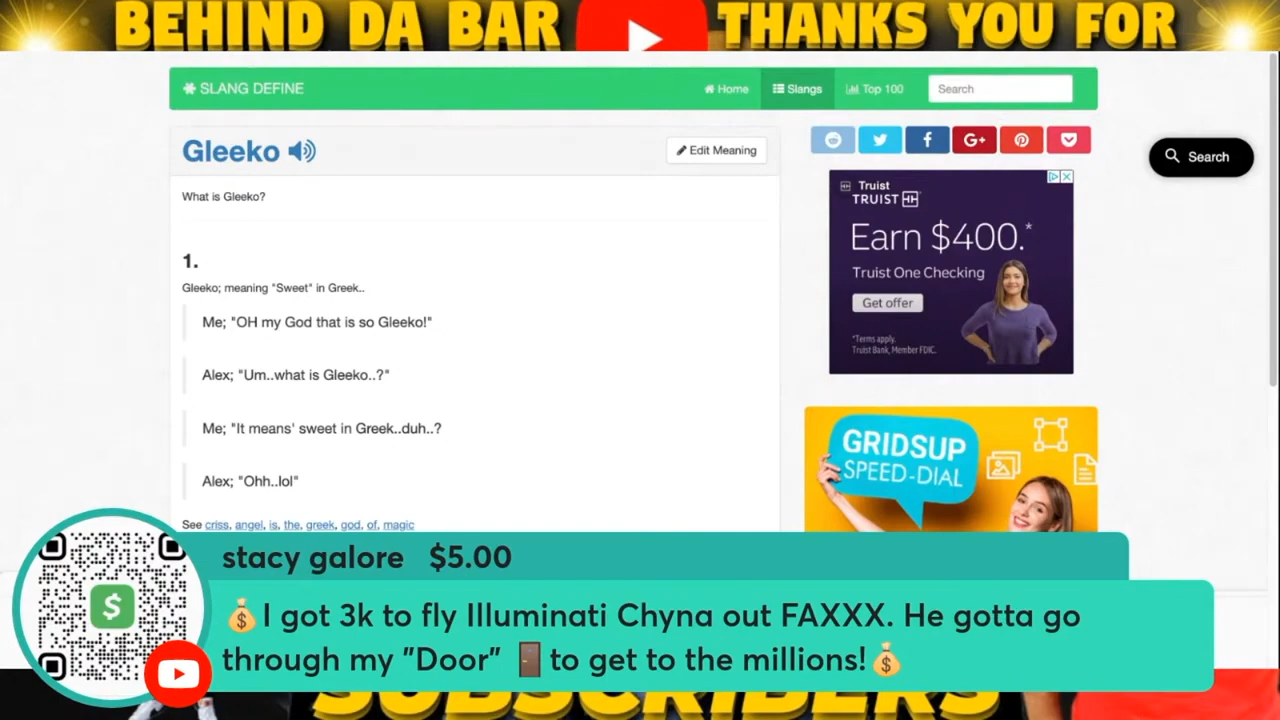 BEHIND DA BAR
THANKS YOU FOR
SLANG DEFINE
Home
Slangs
Top 100
Search
Gleeko
Edit Meaning
G+
Search
What is Gleeko?
1.
Gleeko; meaning "Sweet" in Greek..
Me; "OH my God that is so Gleeko!"
Alex; "Um..what is Gleeko..?"
Me; "It means' sweet in Greek..duh..?
Alex; "Ohh..lol"
See criss, angel, is, the, greek, god, of, magic
Truist
TRUIST
Earn $400.*
Truist One Checking
Get offer
*Terms apply.
Truist Bank, Member FDIC.
GRIDSUP
SPEED-DIAL
stacy galore $5.00
💰I got 3k to fly Illuminati Chyna out FAXXX. He gotta go
through my "Door" 🚪to get to the millions!💰
$
SUBSCRIBERS